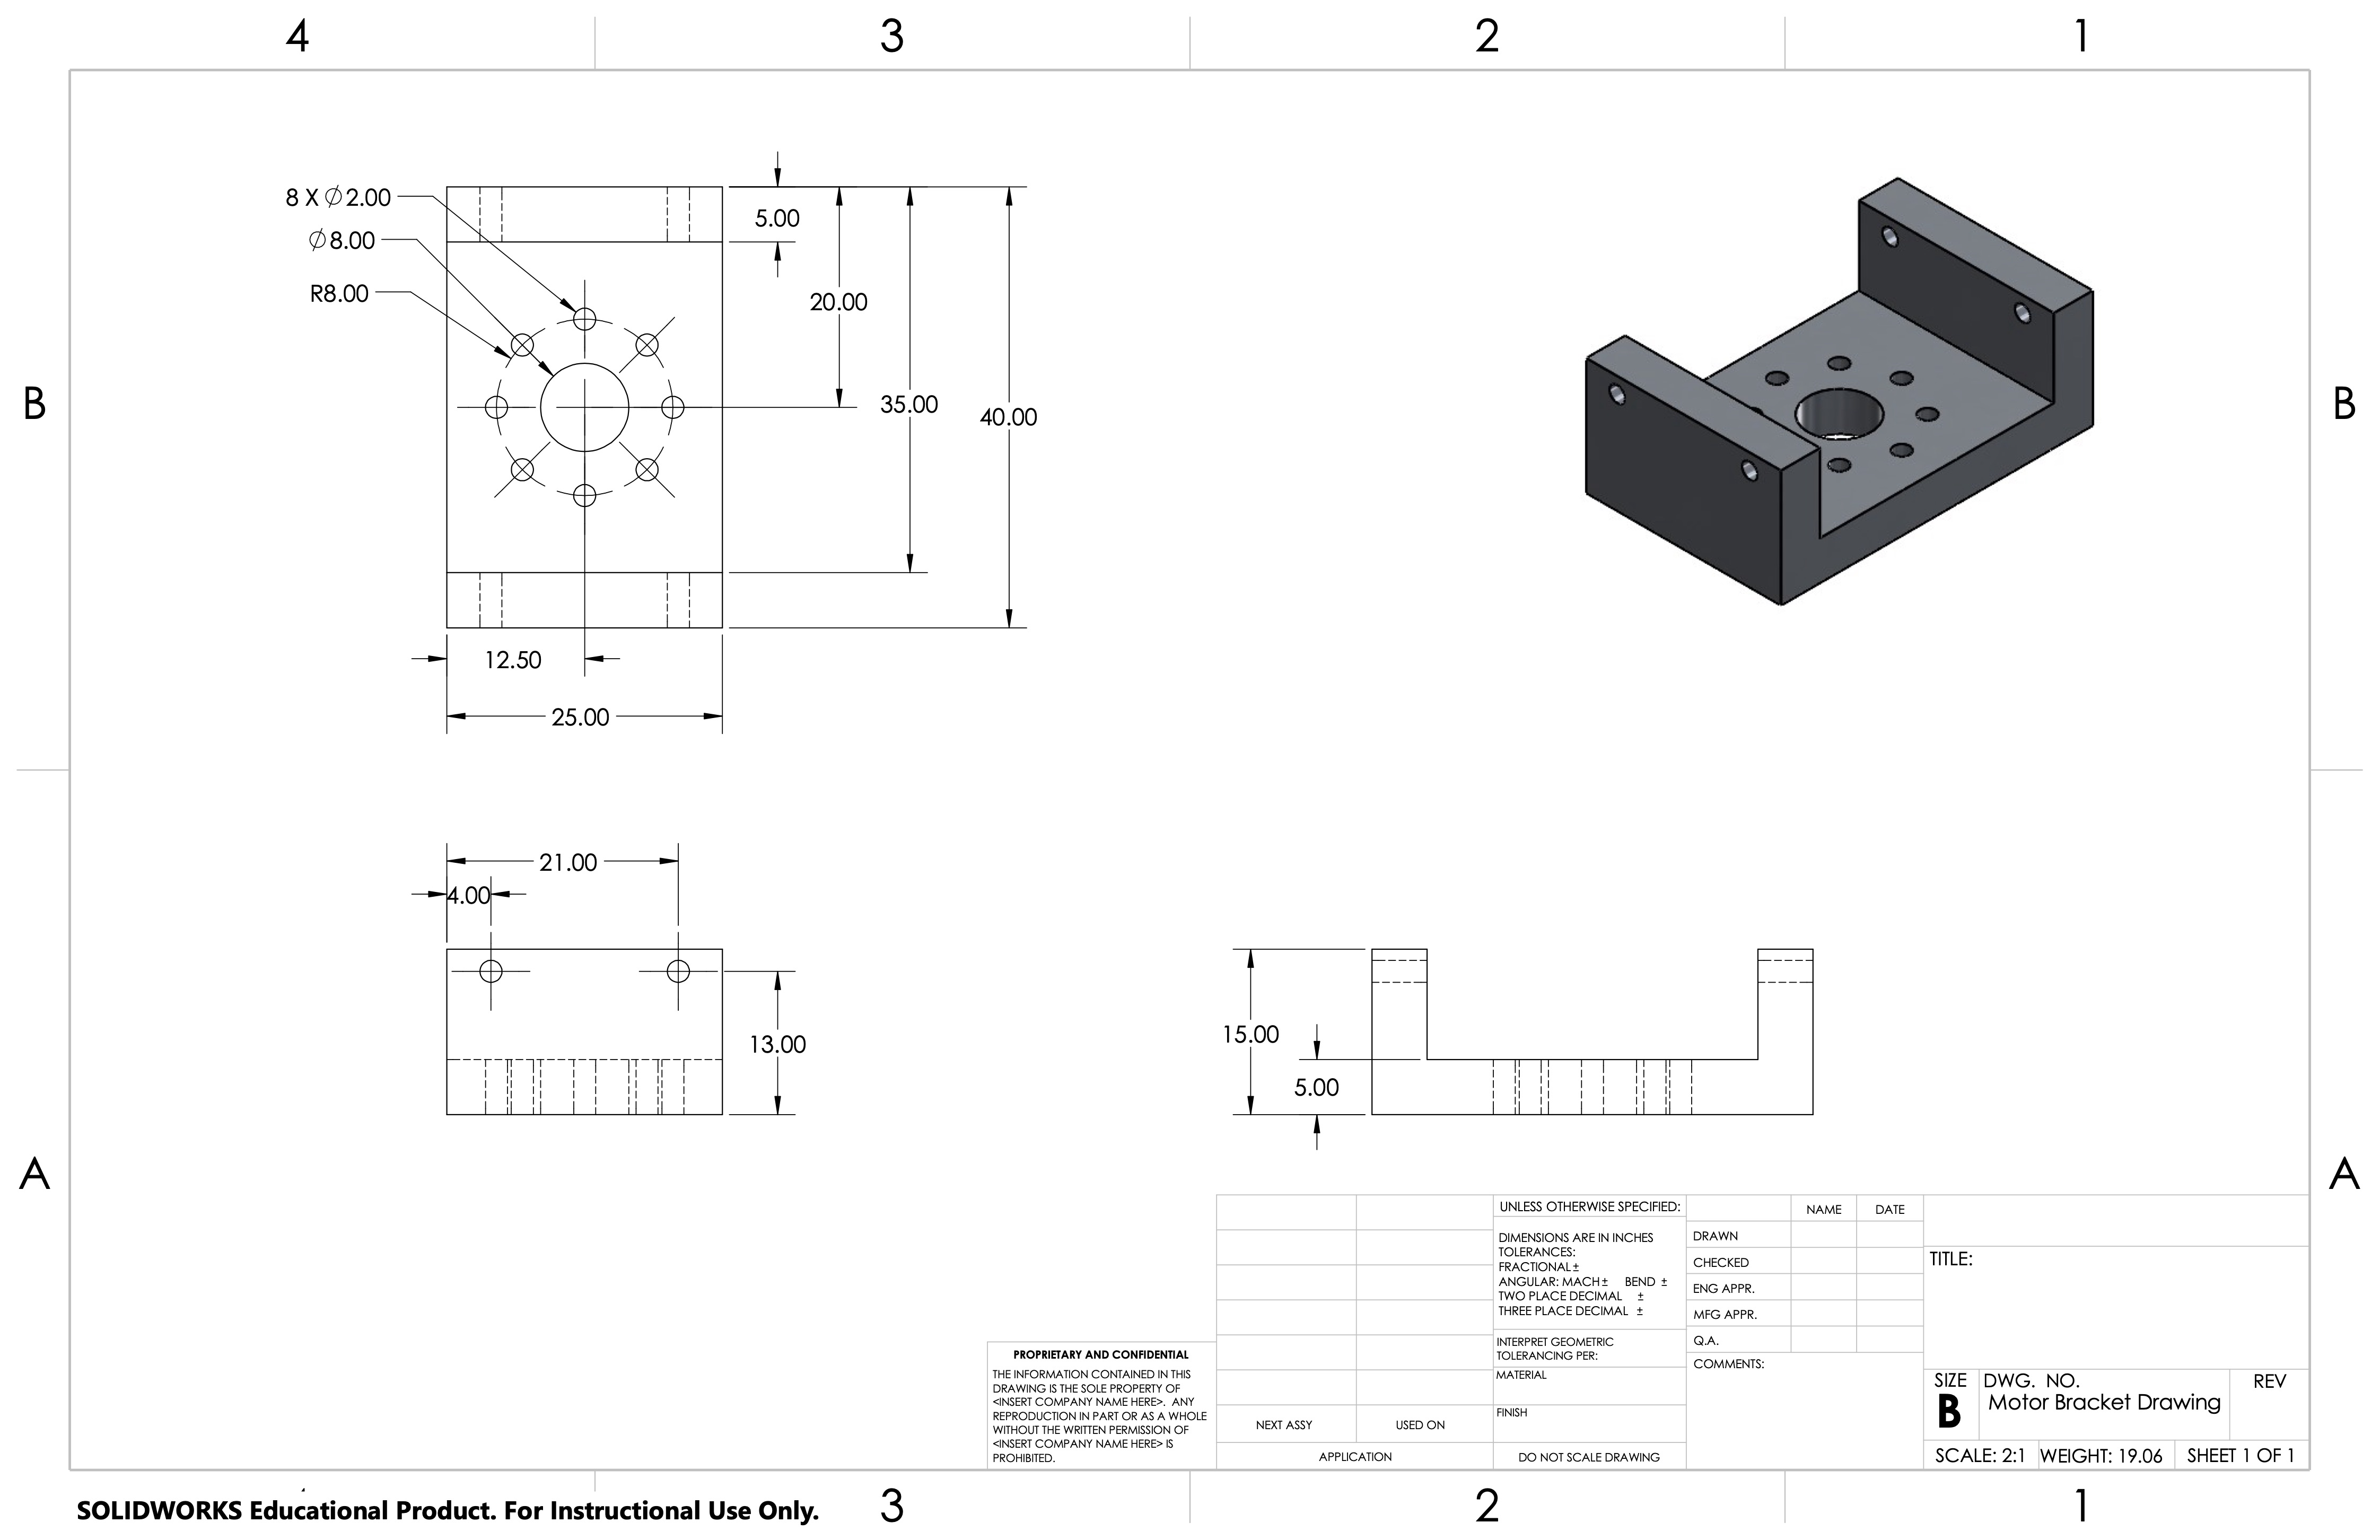 4
3
2
1
B
B
A
A
8 X ∅2.00
∅8.00
R8.00
5.00
20.00
35.00
40.00
12.50
25.00
21.00
4.00
13.00
15.00
5.00
PROPRIETARY AND CONFIDENTIAL
THE INFORMATION CONTAINED IN THIS
DRAWING IS THE SOLE PROPERTY OF
<INSERT COMPANY NAME HERE>. ANY
REPRODUCTION IN PART OR AS A WHOLE
WITHOUT THE WRITTEN PERMISSION OF
<INSERT COMPANY NAME HERE> IS
PROHIBITED.
NEXT ASSY
USED ON
APPLICATION
UNLESS OTHERWISE SPECIFIED:
DIMENSIONS ARE IN INCHES
TOLERANCES:
FRACTIONAL ±
ANGULAR: MACH ± BEND ±
TWO PLACE DECIMAL ±
THREE PLACE DECIMAL ±
INTERPRET GEOMETRIC
TOLERANCING PER:
MATERIAL
FINISH
DO NOT SCALE DRAWING
NAME
DATE
DRAWN
CHECKED
ENG APPR.
MFG APPR.
Q.A.
COMMENTS:
TITLE:
SIZE
B
DWG. NO.
Motor Bracket Drawing
REV
SCALE: 2:1
WEIGHT: 19.06
SHEET 1 OF 1
SOLIDWORKS Educational Product. For Instructional Use Only.
3
2
1